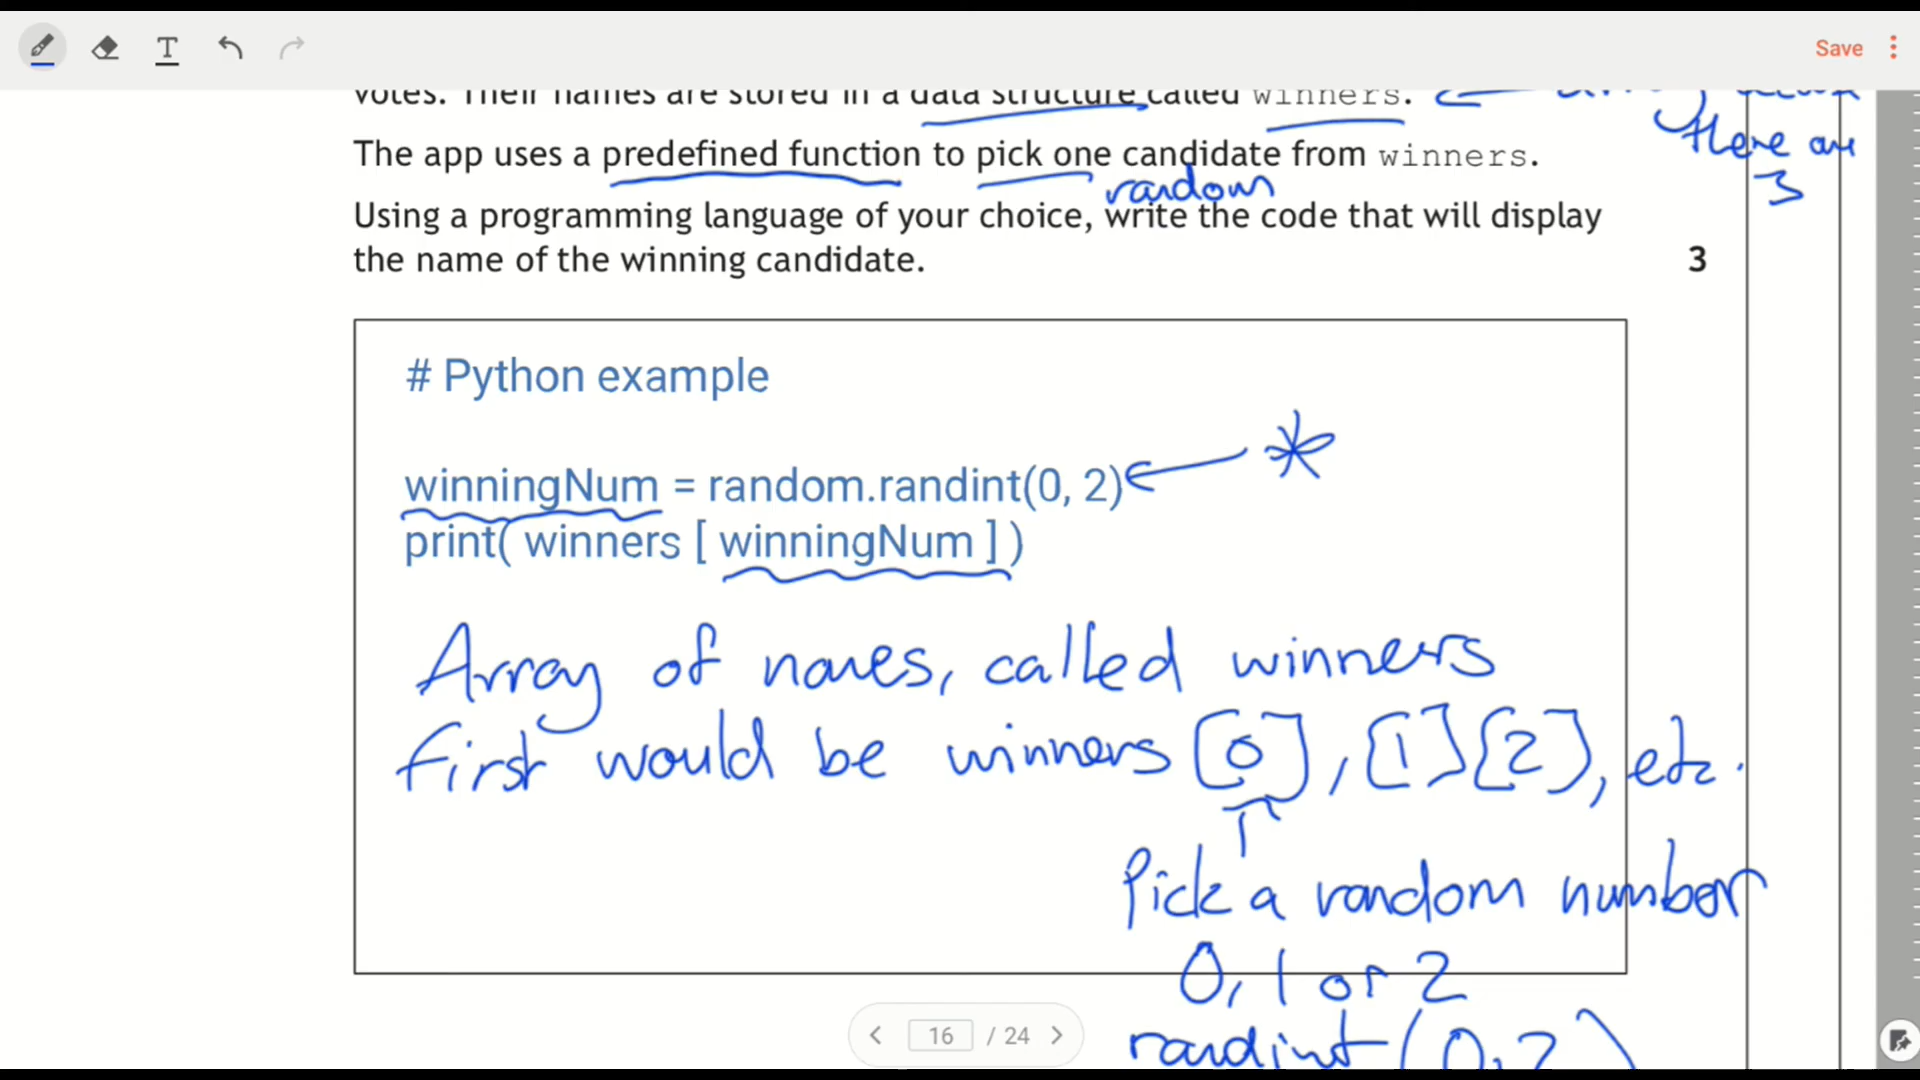 Save
votes. Their names are stored in a data structure called winners.
there are
3
The app uses a predefined function to pick one candidate from winners.
random
Using a programming language of your choice, write the code that will display
the name of the winning candidate.
3
# Python example
winningNum = random.randint(0, 2)
print( winners [ winningNum ] )
Array of names, called winners
first would be winners [0], [1] [2], etc.
Pick a random number
0, 1 or 2
randint (0,2)
16 / 24